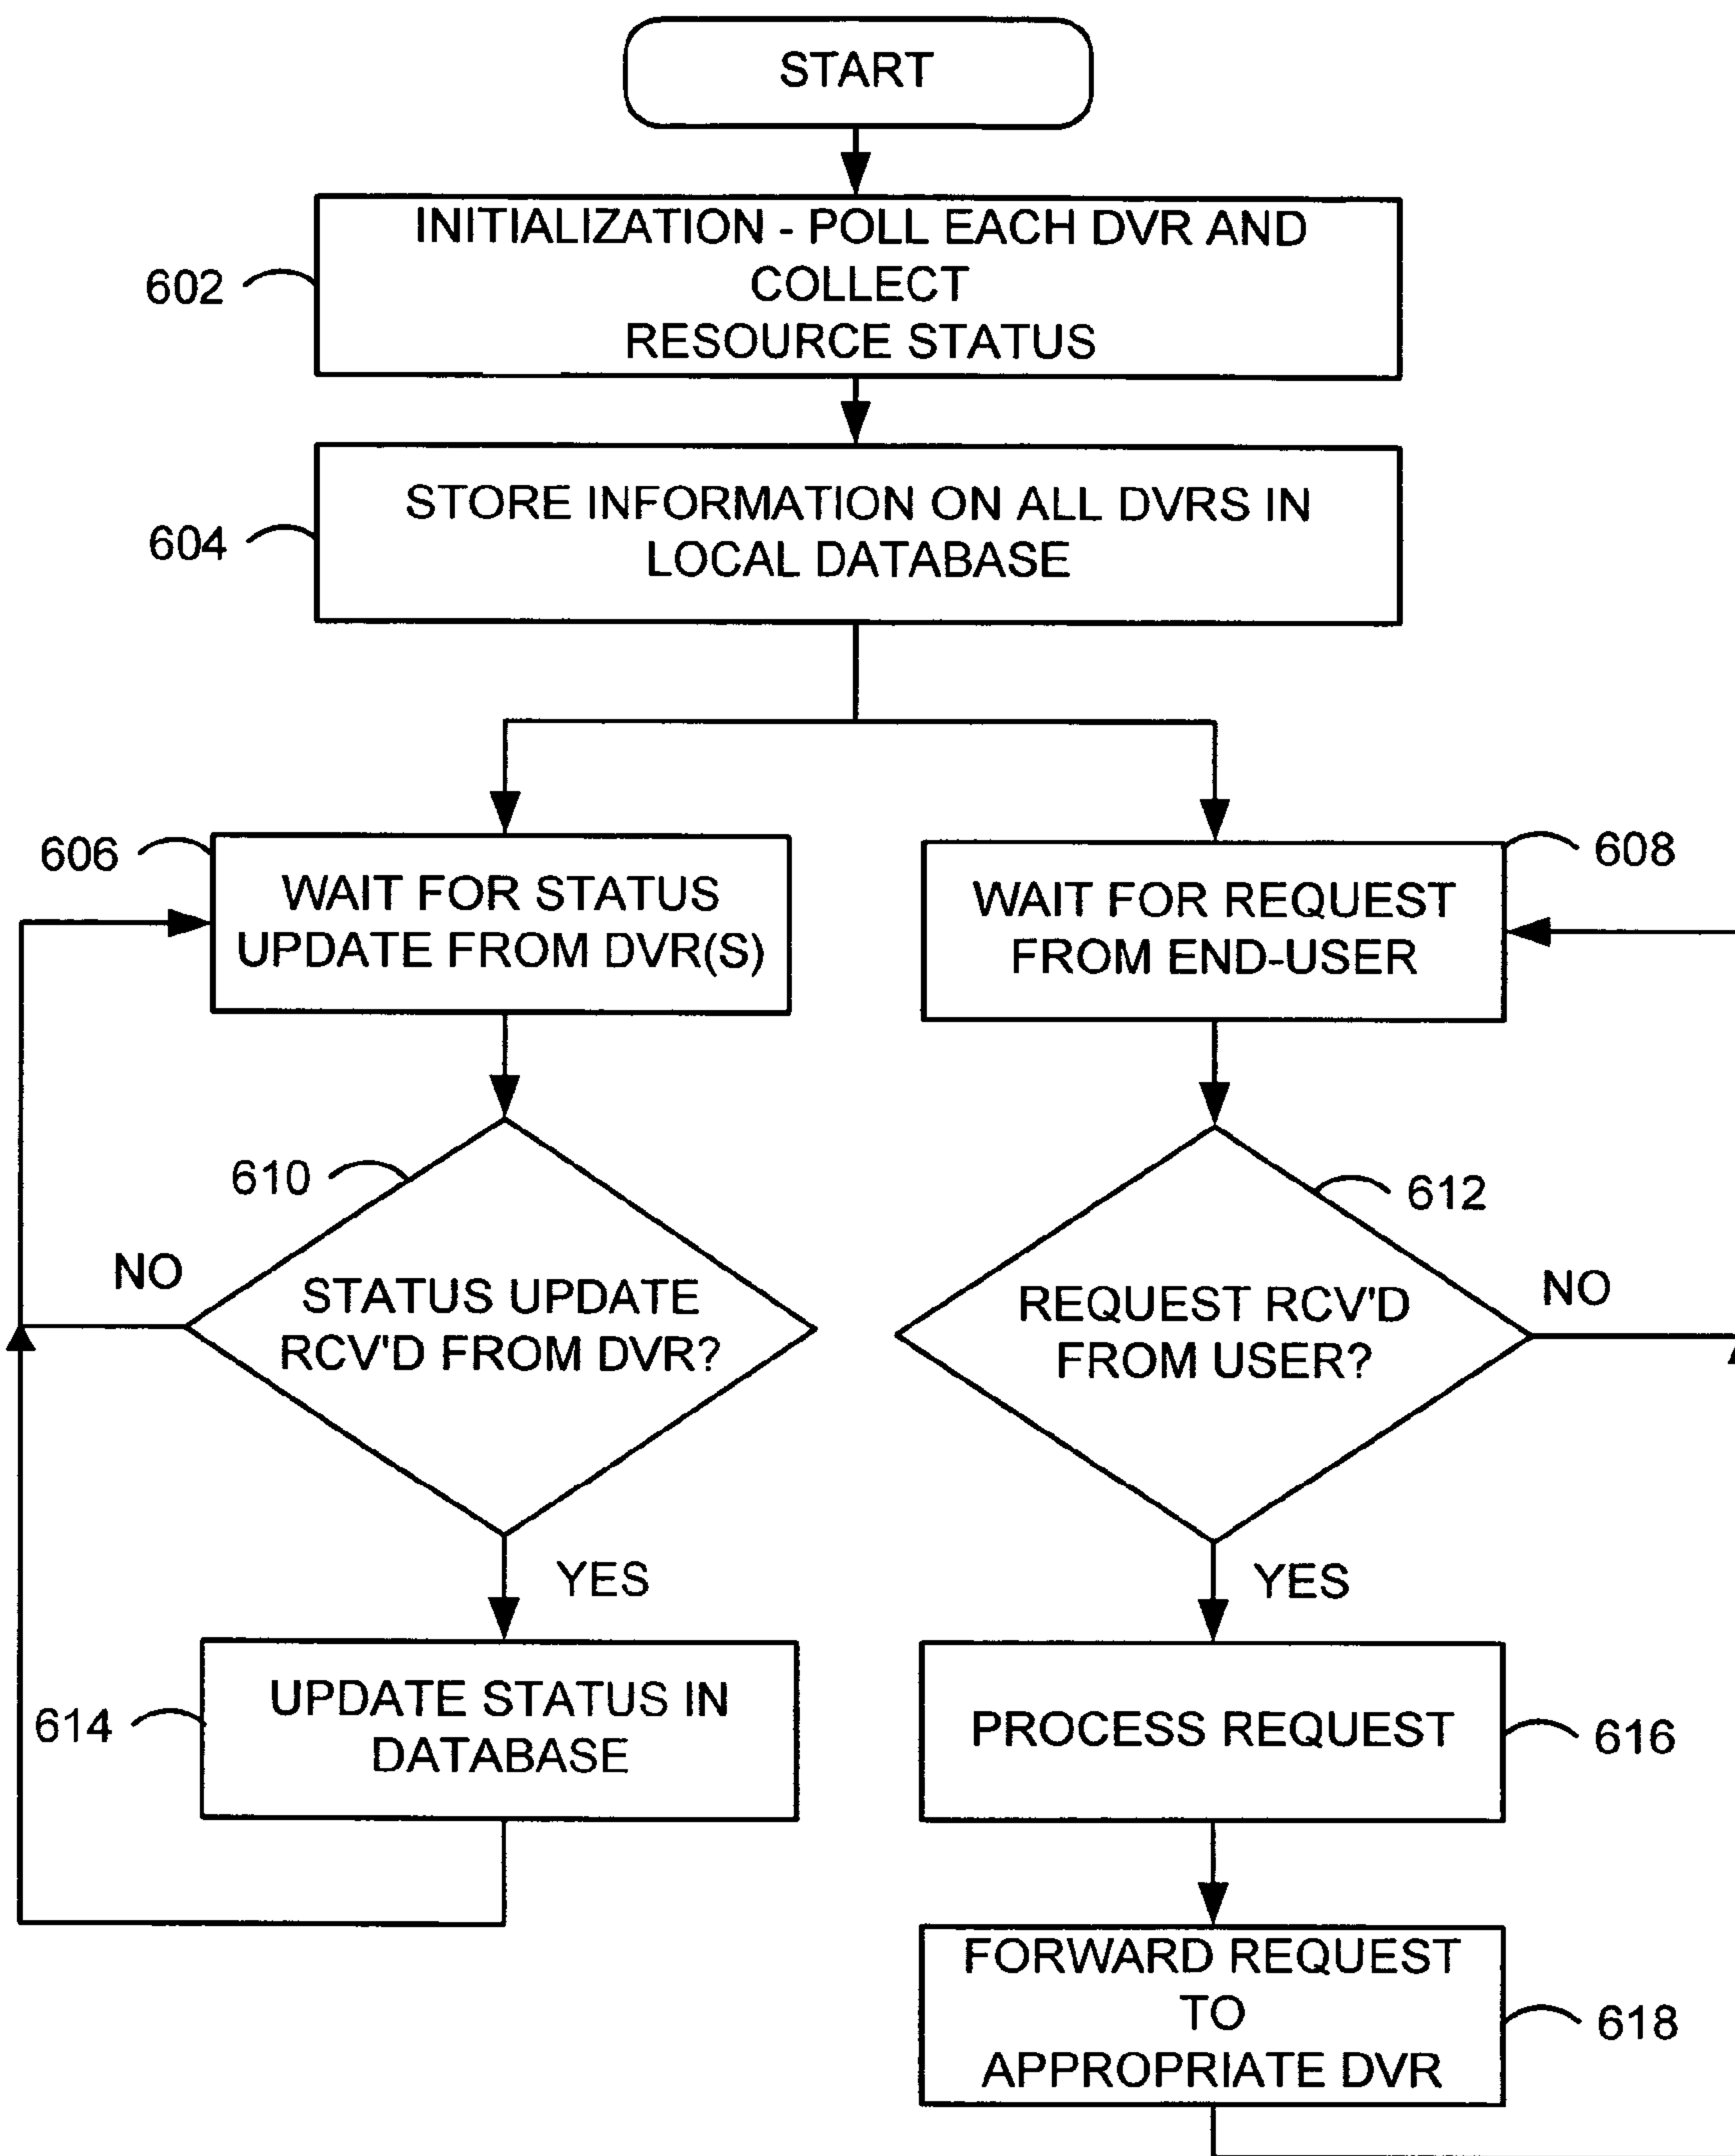 START
INITIALIZATION - POLL EACH DVR AND
COLLECT
RESOURCE STATUS
602
STORE INFORMATION ON ALL DVRS IN
LOCAL DATABASE
604
606
WAIT FOR STATUS
UPDATE FROM DVR(S)
608
WAIT FOR REQUEST
FROM END-USER
610
STATUS UPDATE
RCV'D FROM DVR?
NO
YES
612
REQUEST RCV'D
FROM USER?
NO
YES
614
UPDATE STATUS IN
DATABASE
PROCESS REQUEST
616
FORWARD REQUEST
TO
APPROPRIATE DVR
618